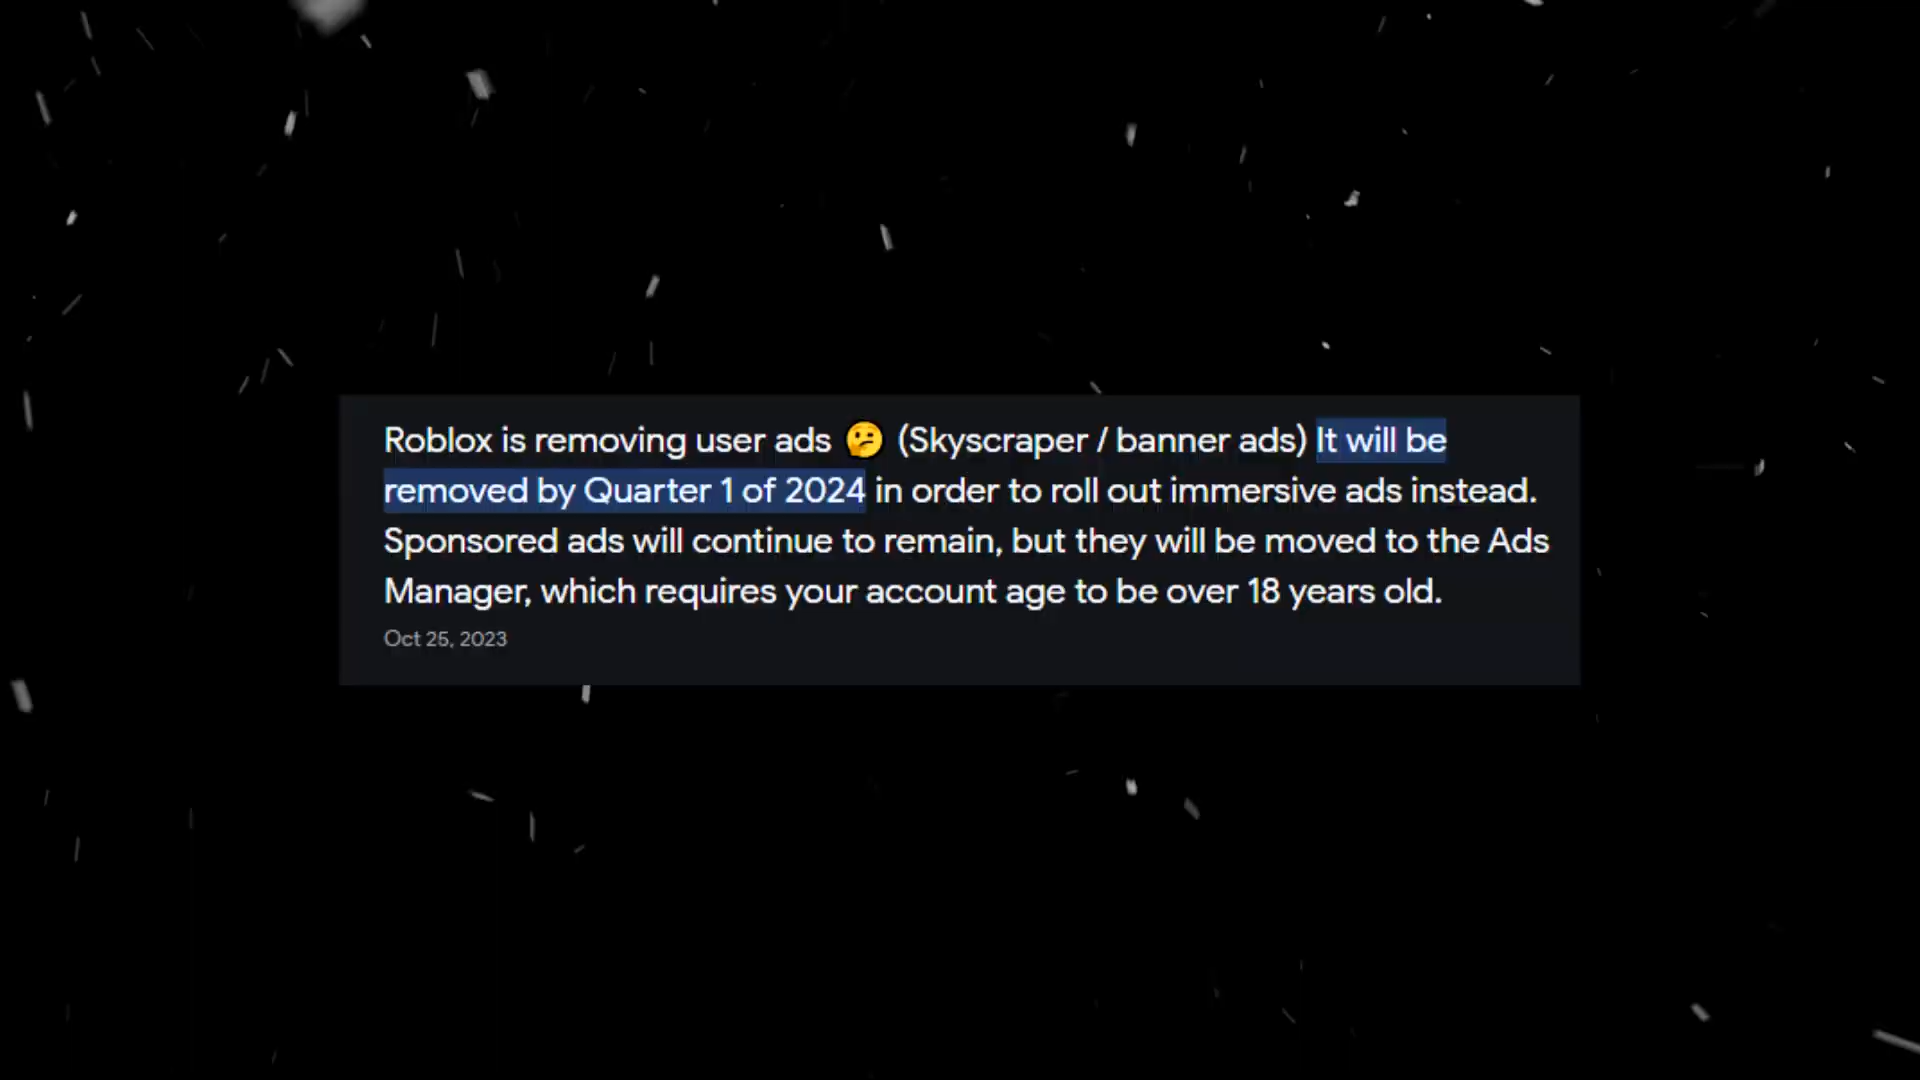 Roblox is removing user ads 🤔 (Skyscraper / banner ads) It will be
removed by Quarter 1 of 2024 in order to roll out immersive ads instead.
Sponsored ads will continue to remain, but they will be moved to the Ads
Manager, which requires your account age to be over 18 years old.
Oct 25, 2023